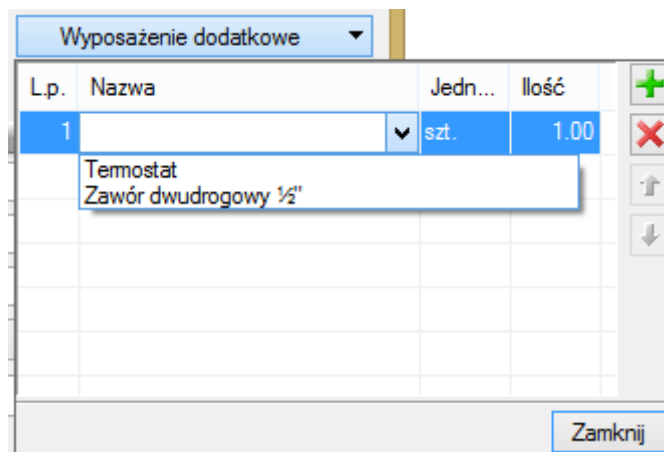 Wyposażenie dodatkowe
L.p. Nazwa Jedn... Ilość
1 szt. 1.00
Termostat
Zawór dwudrogowy ½"
Zamknij